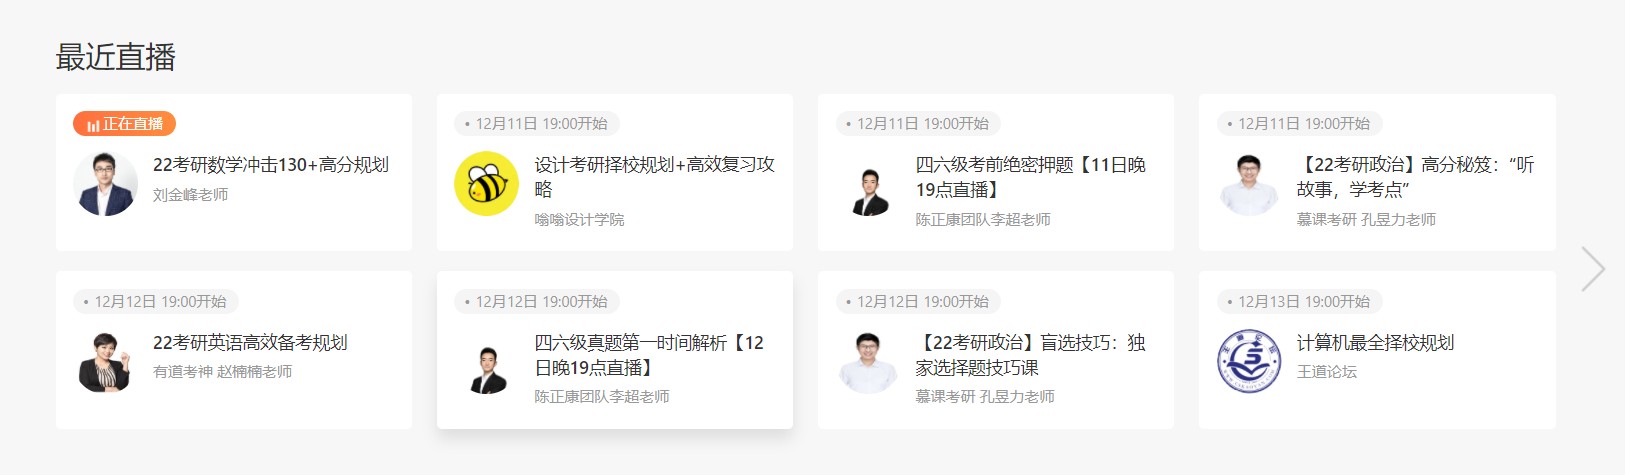 最近直播
正在直播
22考研数学冲击130+高分规划
刘金峰老师
• 12月11日 19:00开始
设计考研择校规划+高效复习攻
略
嗡嗡设计学院
• 12月11日 19:00开始
四六级考前绝密押题【11日晚
19点直播】
陈正康团队李超老师
• 12月11日 19:00开始
【22考研政治】高分秘笈：“听
故事，学考点”
慕课考研 孔昱力老师
• 12月12日 19:00开始
22考研英语高效备考规划
有道考神 赵楠楠老师
• 12月12日 19:00开始
四六级真题第一时间解析【12
日晚19点直播】
陈正康团队李超老师
• 12月12日 19:00开始
【22考研政治】盲选技巧：独
家选择题技巧课
慕课考研 孔昱力老师
• 12月13日 19:00开始
计算机最全择校规划
王道论坛